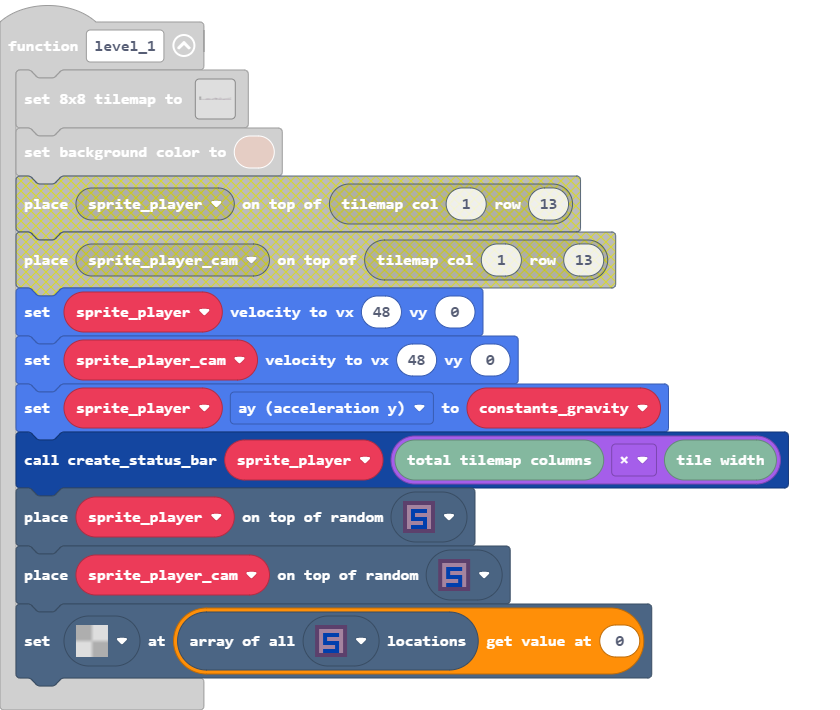 function level_1
set 8x8 tilemap to
set background color to
place sprite_player on top of tilemap col 1 row 13
place sprite_player_cam on top of tilemap col 1 row 13
set sprite_player velocity to vx 48 vy 0
set sprite_player_cam velocity to vx 48 vy 0
set sprite_player ay (acceleration y) to constants_gravity
call create_status_bar sprite_player total tilemap columns × tile width
place sprite_player on top of random S
place sprite_player_cam on top of random S
set at array of all S locations get value at 0